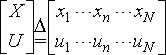 [X U] ≜ [x₁ ⋯ xₙ ⋯ x_N
u₁ ⋯ uₙ ⋯ u_N]